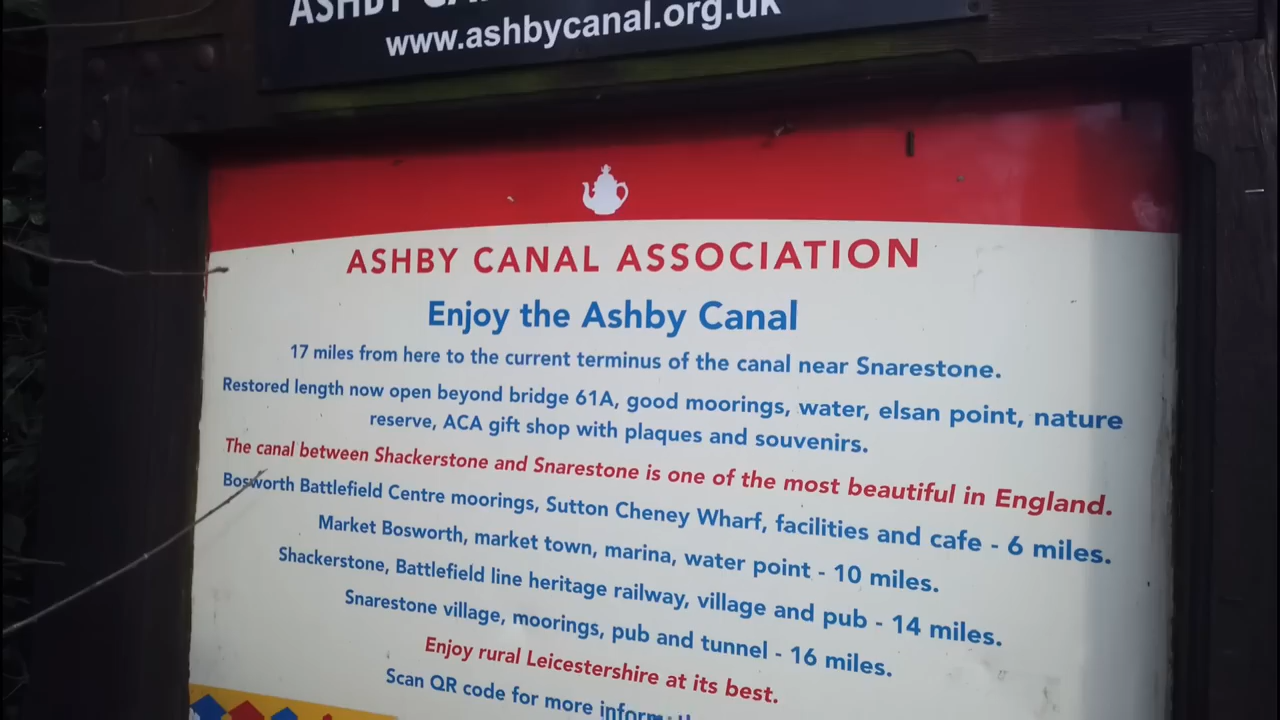 ASHBY
www.ashbycanal.org.uk
ASHBY CANAL ASSOCIATION
Enjoy the Ashby Canal
17 miles from here to the current terminus of the canal near Snarestone.
Restored length now open beyond bridge 61A, good moorings, water, elsan point, nature
reserve, ACA gift shop with plaques and souvenirs.
The canal between Shackerstone and Snarestone is one of the most beautiful in England.
Bosworth Battlefield Centre moorings, Sutton Cheney Wharf, facilities and cafe - 6 miles.
Market Bosworth, market town, marina, water point - 10 miles.
Shackerstone, Battlefield line heritage railway, village and pub - 14 miles.
Snarestone village, moorings, pub and tunnel - 16 miles.
Enjoy rural Leicestershire at its best.
Scan QR code for more